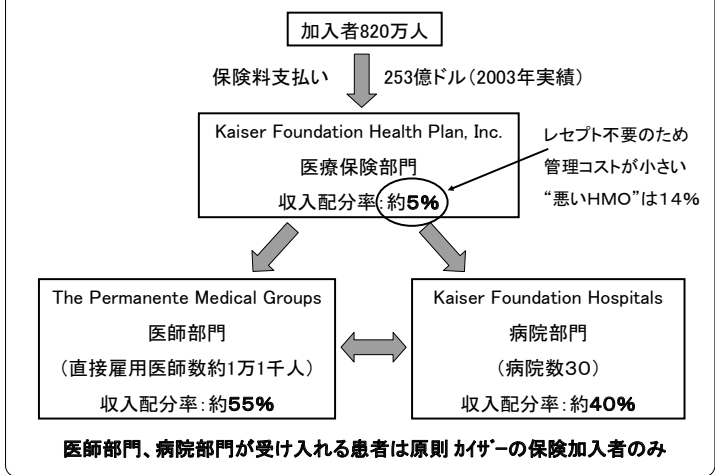 加入者820万人
保険料支払い 253億ドル(2003年実績)
Kaiser Foundation Health Plan, Inc.
医療保険部門
収入配分率:約5%
レセプト不要のため
管理コストが小さい
“悪いHMO”は14%
The Permanente Medical Groups
医師部門
(直接雇用医師数約1万1千人)
収入配分率:約55%
Kaiser Foundation Hospitals
病院部門
(病院数30)
収入配分率:約40%
医師部門、病院部門が受け入れる患者は原則 カイザーの保険加入者のみ